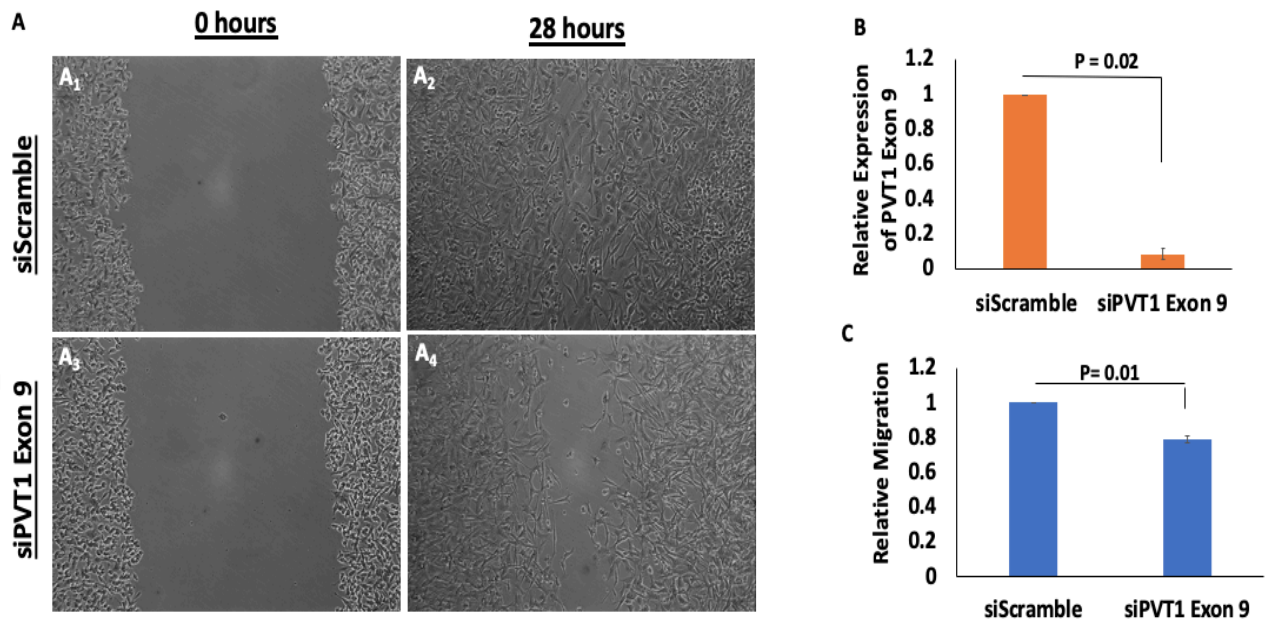 A
0 hours
28 hours
siScramble
A1
A2
siPVT1 Exon 9
A3
A4
B
Relative Expression
of PVT1 Exon 9
1.2
1
0.8
0.6
0.4
0.2
0
P = 0.02
siScramble
siPVT1 Exon 9
C
Relative Migration
1.2
1
0.8
0.6
0.4
0.2
0
P= 0.01
siScramble
siPVT1 Exon 9